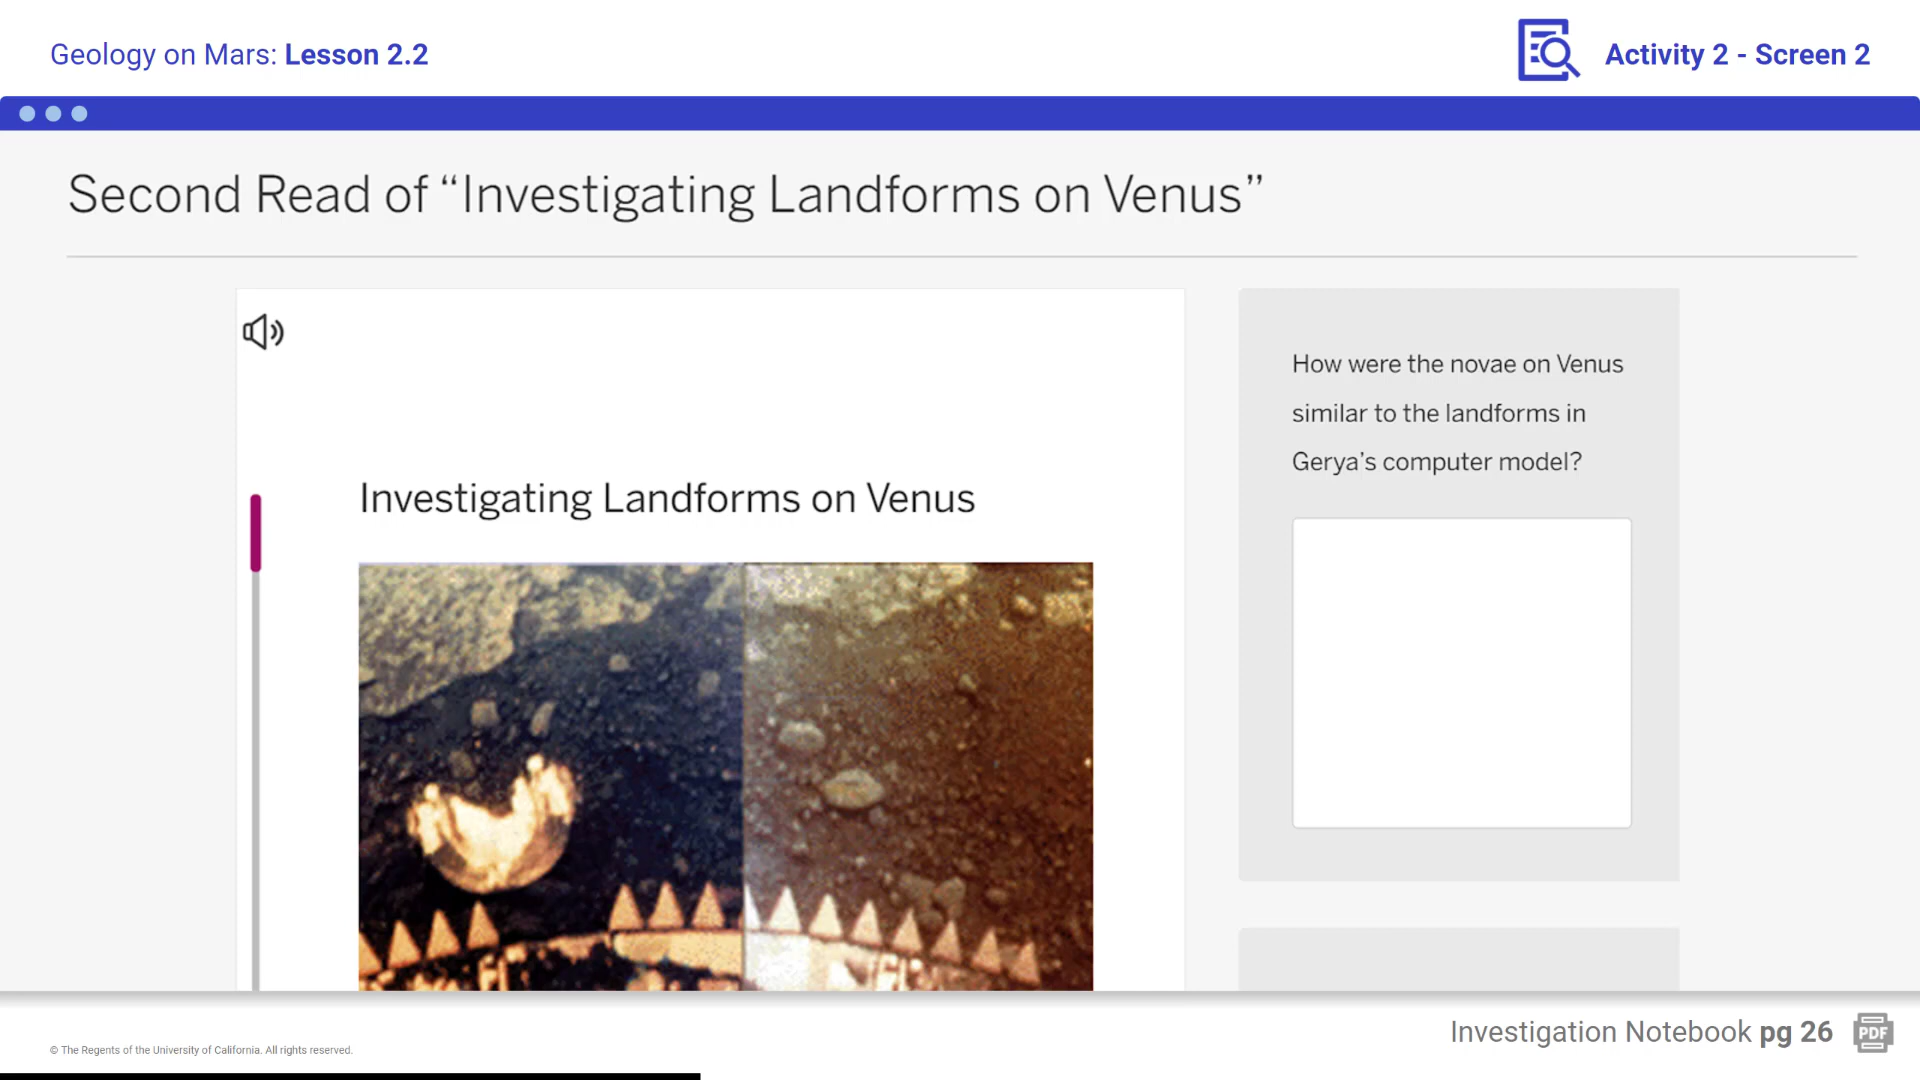 Geology on Mars: Lesson 2.2
Activity 2 - Screen 2
Second Read of “Investigating Landforms on Venus”
Investigating Landforms on Venus
How were the novae on Venus
similar to the landforms in
Gerya’s computer model?
Investigation Notebook pg 26
PDF
© The Regents of the University of California. All rights reserved.